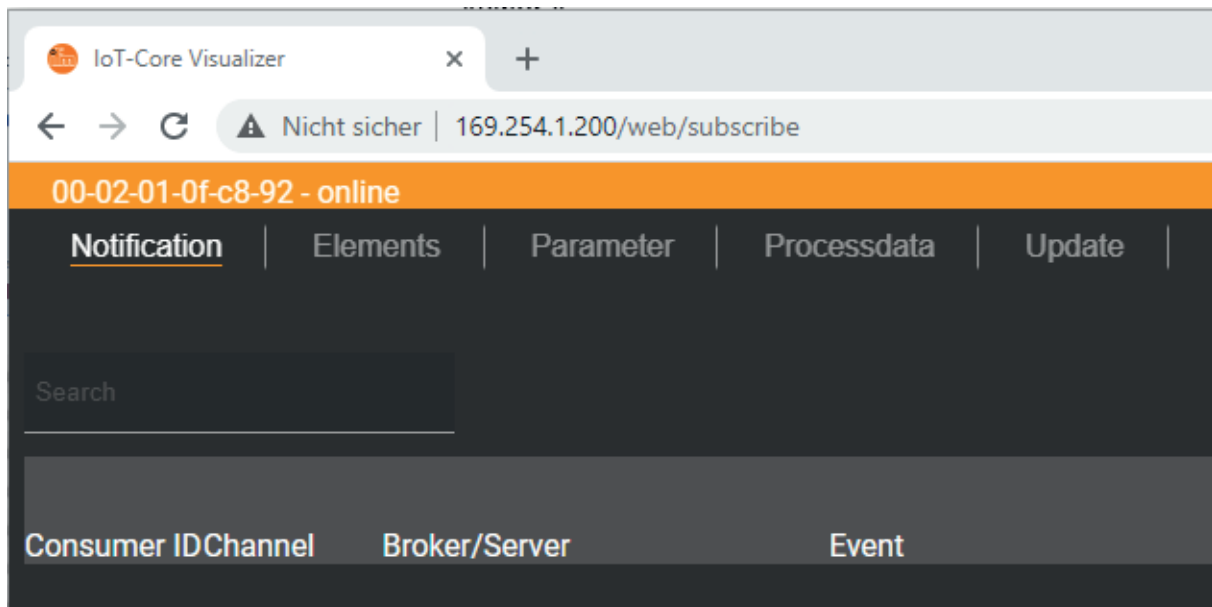 IoT-Core Visualizer
Nicht sicher | 169.254.1.200/web/subscribe
00-02-01-0f-c8-92 - online
Notification | Elements | Parameter | Processdata | Update |
Search
Consumer IDChannel Broker/Server Event